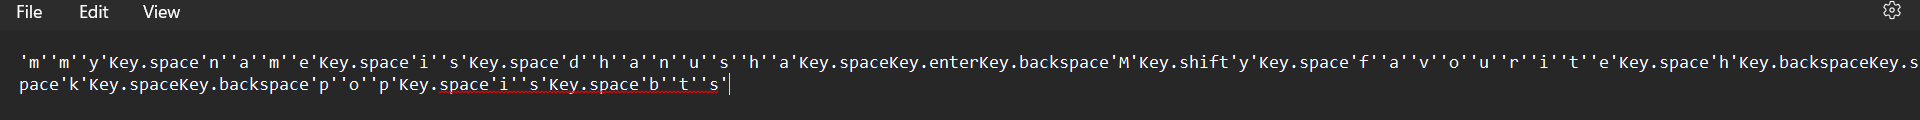 File Edit View
'm''m''y'Key.space'n''a''m''e'Key.space'i''s'Key.space'd''h''a''n''u''s''h''a'Key.spaceKey.enterKey.backspace'M'Key.shift'y'Key.space'f''a''v''o''u''r''i''t''e'Key.space'h'Key.backspaceKey.s
pace'k'Key.spaceKey.backspace'p''o''p'Key.space'i''s'Key.space'b''t''s'